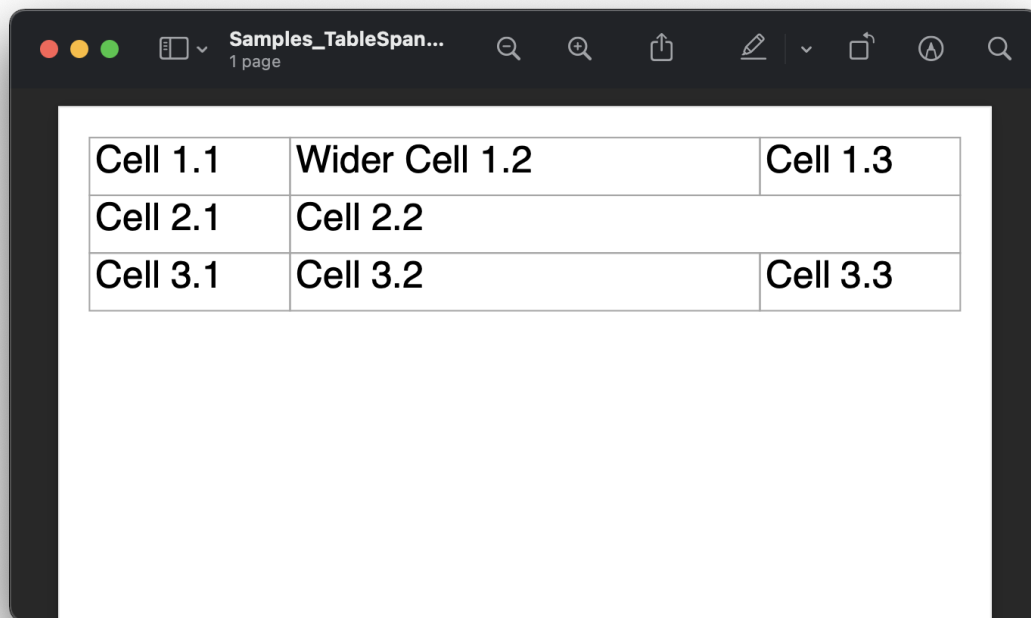 Samples_TableSpan...
1 page
Cell 1.1 Wider Cell 1.2 Cell 1.3
Cell 2.1 Cell 2.2
Cell 3.1 Cell 3.2 Cell 3.3